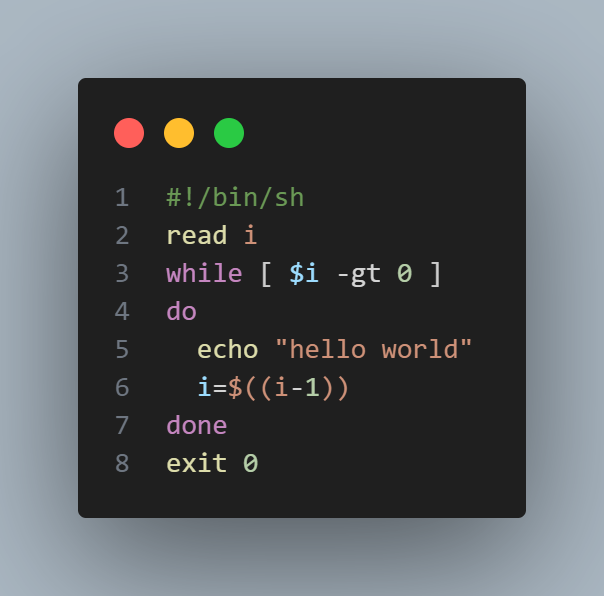 1 #!/bin/sh
2 read i
3 while [ $i -gt 0 ]
4 do
5   echo "hello world"
6   i=$((i-1))
7 done
8 exit 0